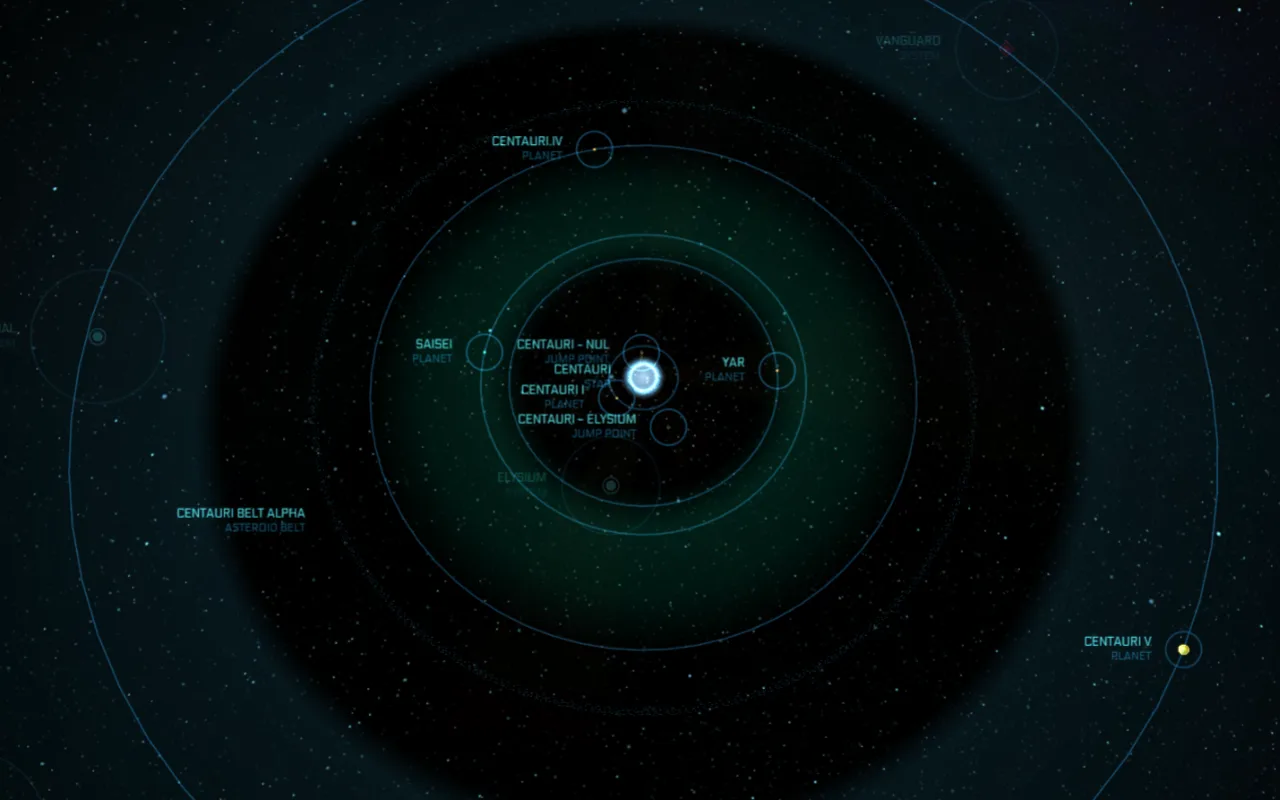 VANGUARD
CENTAURI IV
PLANET
SAISEI
PLANET
CENTAURI - NUL
JUMP POINT
CENTAURI
STAR
CENTAURI I
PLANET
CENTAURI - ELYSIUM
JUMP POINT
YAR
PLANET
ELYSIUM
CENTAURI BELT ALPHA
ASTEROID BELT
CENTAURI V
PLANET